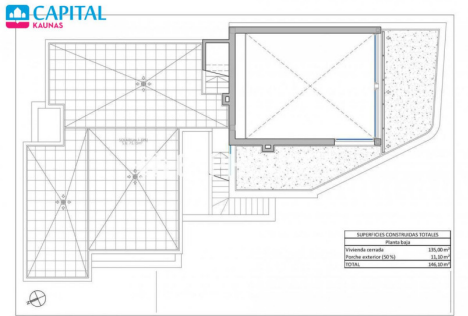 CAPITAL
KAUNAS
SUPERFICIES CONSTRUIDAS TOTALES
Planta baja
Vivienda cerrada 135,00 m²
Porche exterior (50 %) 11,10 m²
TOTAL 146,10 m²